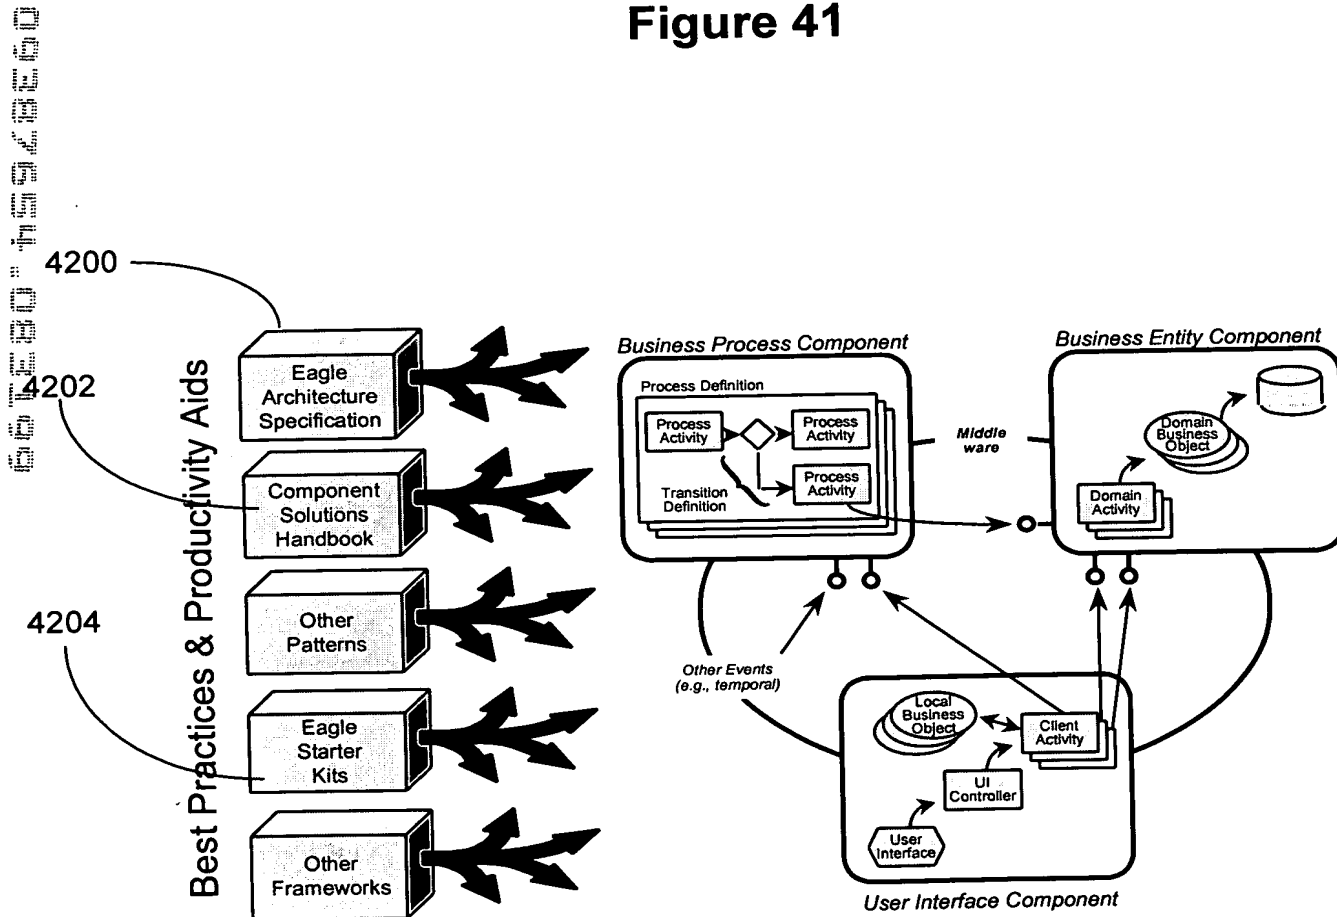 Figure 41
09387654.083199
4200
4202
4204
Best Practices & Productivity Aids
Eagle
Architecture
Specification
Component
Solutions
Handbook
Other
Patterns
Eagle
Starter
Kits
Other
Frameworks
Business Process Component
Process Definition
Process
Activity
Process
Activity
Process
Activity
Transition
Definition
Middle
ware
Business Entity Component
Domain
Business
Object
Domain
Activity
Other Events
(e.g., temporal)
Local
Business
Object
Client
Activity
UI
Controller
User
Interface
User Interface Component